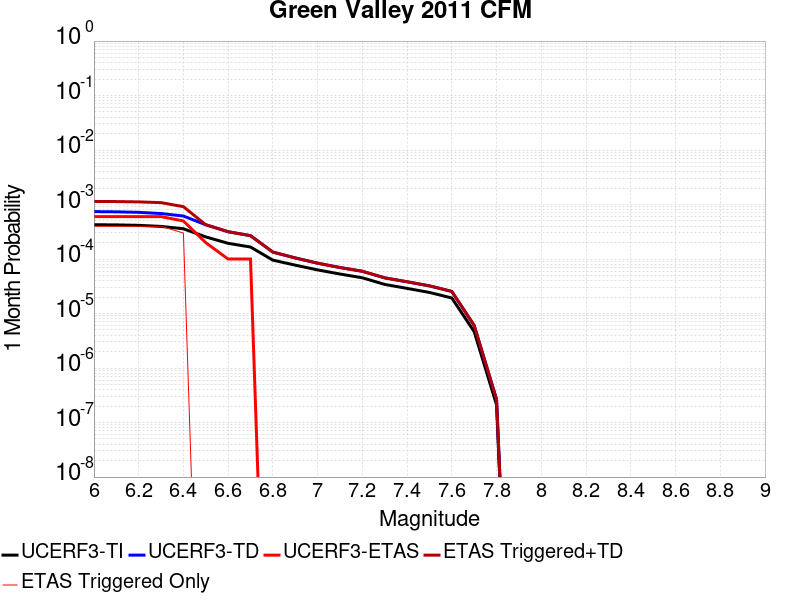 Green Valley 2011 CFM
10^0
10^-1
10^-2
10^-3
10^-4
10^-5
10^-6
10^-7
10^-8
1 Month Probability
6 6.2 6.4 6.6 6.8 7 7.2 7.4 7.6 7.8 8 8.2 8.4 8.6 8.8 9
Magnitude
UCERF3-TI UCERF3-TD UCERF3-ETAS ETAS Triggered+TD
ETAS Triggered Only